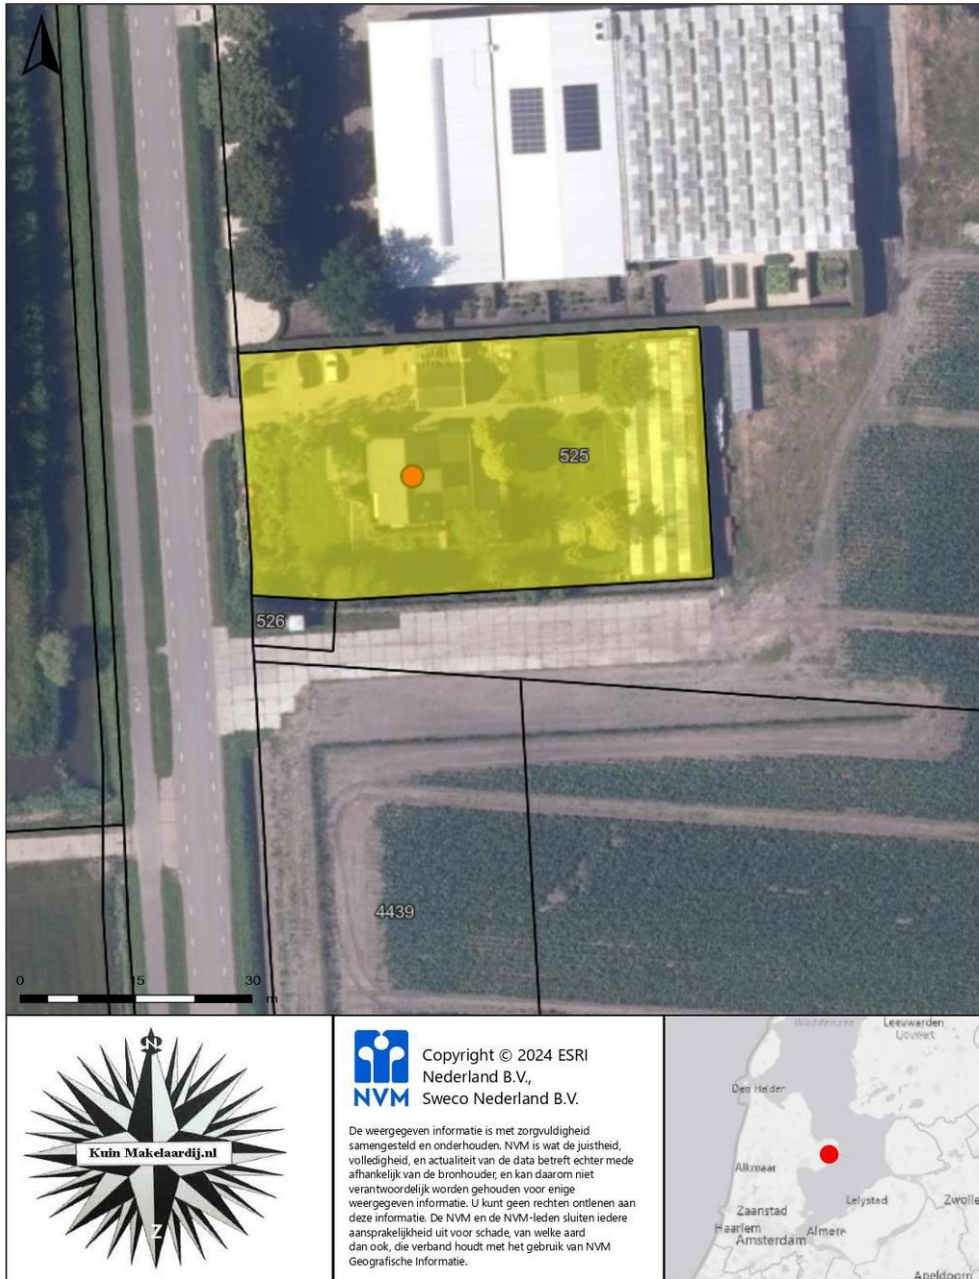 525
526
4439
0 15 30
m
N
Kuin Makelaardij.nl
Z
NVM
Copyright © 2024 ESRI
Nederland B.V.,
Sweco Nederland B.V.
De weergegeven informatie is met zorgvuldigheid
samengesteld en onderhouden. NVM is wat de juistheid,
volledigheid, en actualiteit van de data betreft echter mede
afhankelijk van de bronhouder, en kan daarom niet
verantwoordelijk worden gehouden voor enige
weergegeven informatie. U kunt geen rechten ontlenen aan
deze informatie. De NVM en de NVM-leden sluiten iedere
aansprakelijkheid uit voor schade, van welke aard
dan ook, die verband houdt met het gebruik van NVM
Geografische Informatie.
Waddenzee
Leeuwarden
Ljouwert
Den Helder
Alkmaar
Lelystad
Zwolle
Zaanstad
Haarlem
Almere
Amsterdam
Apeldoorn